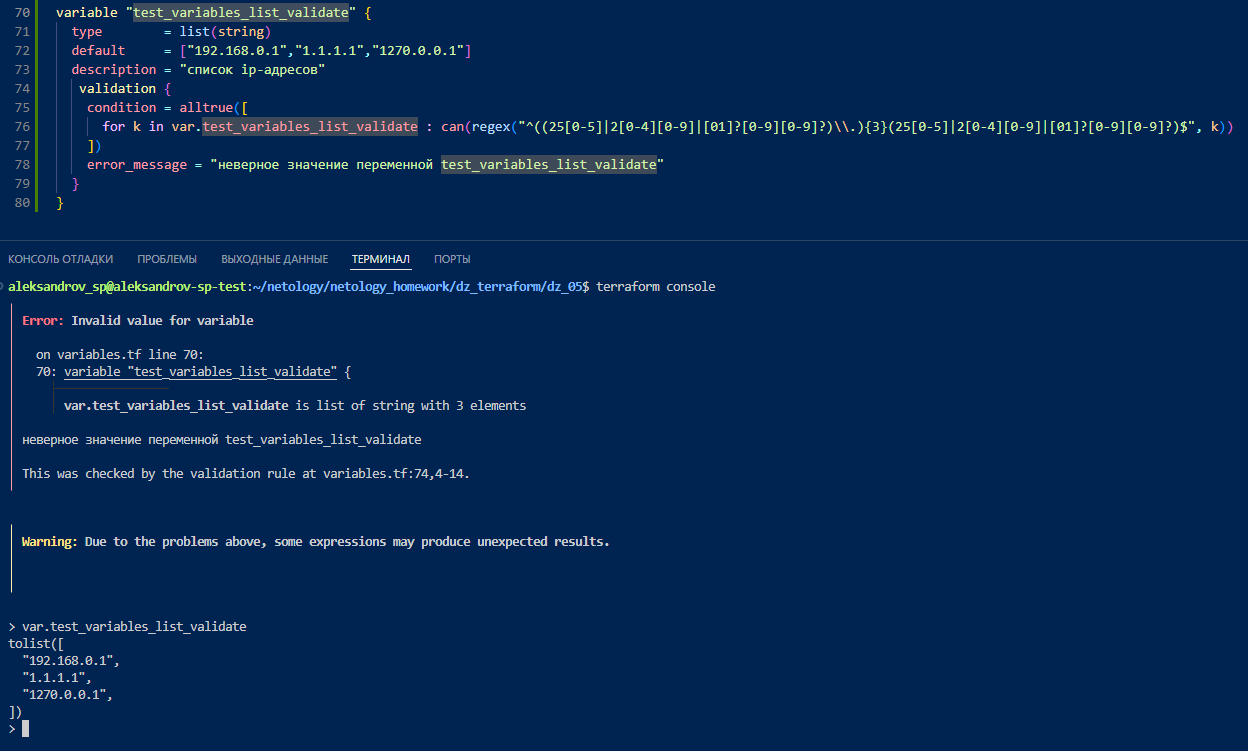 70 variable "test_variables_list_validate" {
71 type = list(string)
72 default = ["192.168.0.1","1.1.1.1","1270.0.0.1"]
73 description = "список ip-адресов"
74 validation {
75 condition = alltrue([
76 for k in var.test_variables_list_validate : can(regex("^((25[0-5]|2[0-4][0-9]|[01]?[0-9][0-9]?)\\.){3}(25[0-5]|2[0-4][0-9]|[01]?[0-9][0-9]?)$", k))
77 ])
78 error_message = "неверное значение переменной test_variables_list_validate"
79 }
80 }
КОНСОЛЬ ОТЛАДКИ ПРОБЛЕМЫ ВЫХОДНЫЕ ДАННЫЕ ТЕРМИНАЛ ПОРТЫ
aleksandrov_sp@aleksandrov-sp-test:~/netology/netology_homework/dz_terraform/dz_05$ terraform console
Error: Invalid value for variable
on variables.tf line 70:
70: variable "test_variables_list_validate" {
var.test_variables_list_validate is list of string with 3 elements
неверное значение переменной test_variables_list_validate
This was checked by the validation rule at variables.tf:74,4-14.
Warning: Due to the problems above, some expressions may produce unexpected results.
> var.test_variables_list_validate
tolist([
"192.168.0.1",
"1.1.1.1",
"1270.0.0.1",
])
>